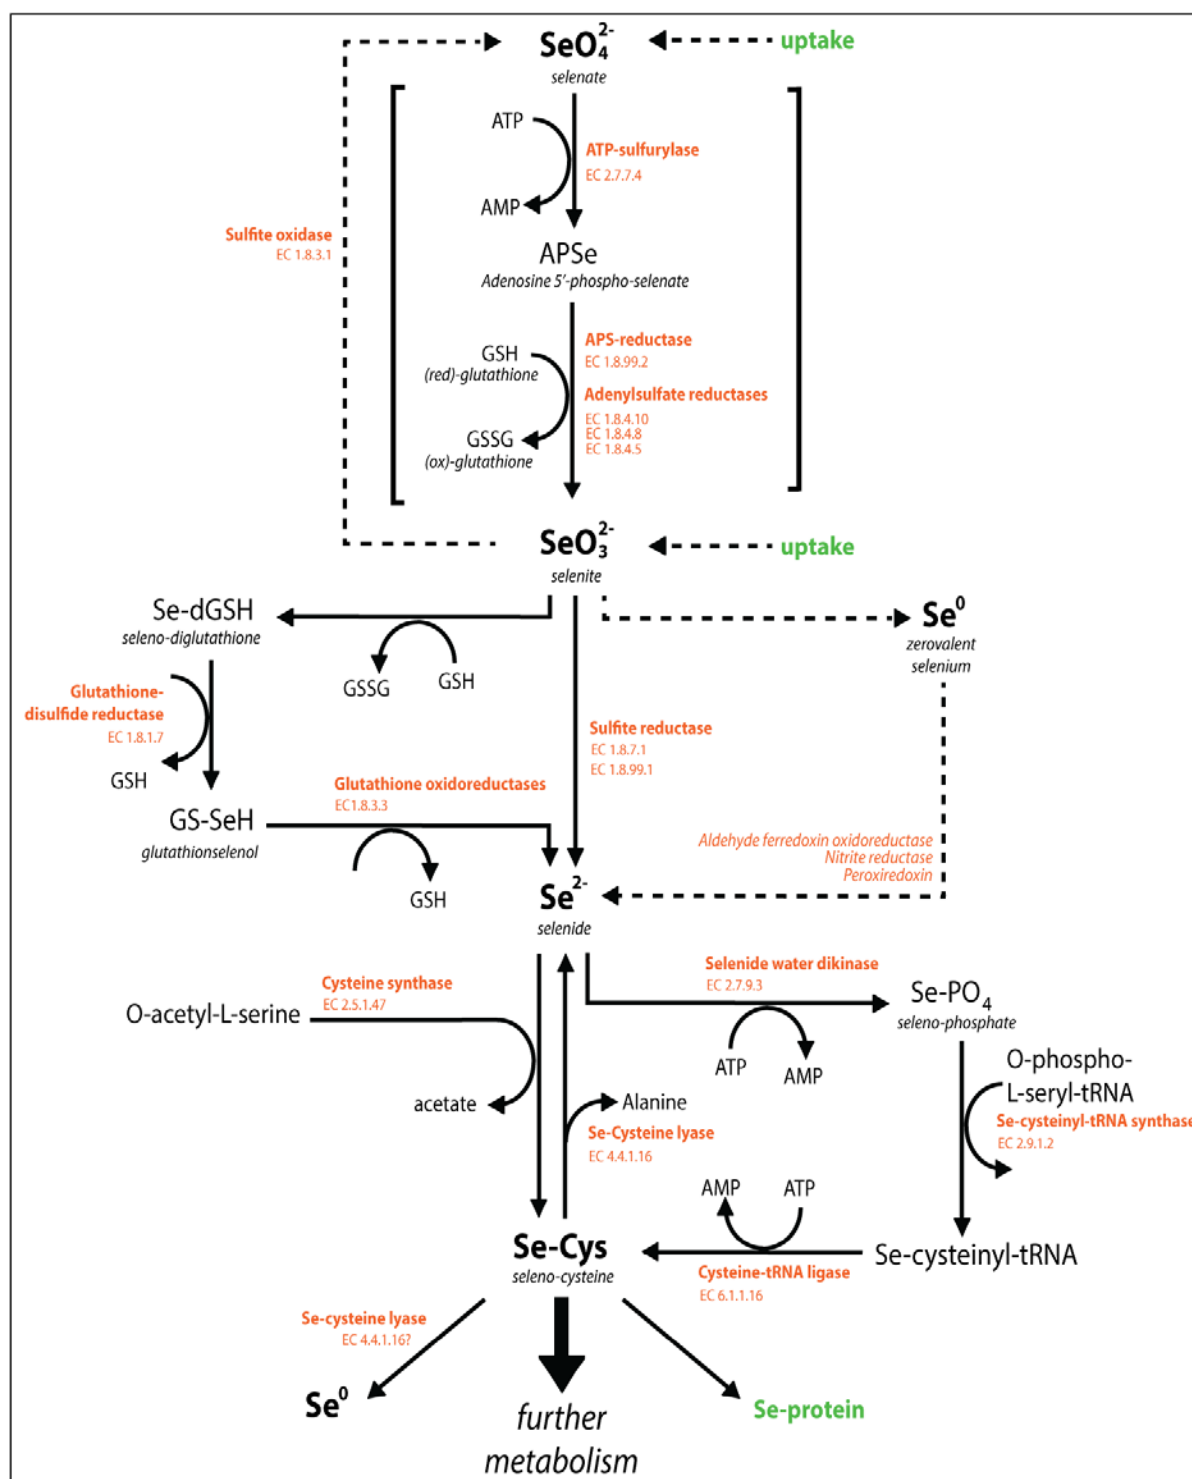 SeO₄²⁻
uptake
selenate
ATP
ATP-sulfurylase
EC 2.7.7.4
AMP
Sulfite oxidase
EC 1.8.3.1
APSe
Adenosine 5'-phospho-selenate
APS-reductase
EC 1.8.99.2
GSH
(red)-glutathione
Adenylsulfate reductases
EC 1.8.4.10
EC 1.8.4.8
EC 1.8.4.5
GSSG
(ox)-glutathione
SeO₃²⁻
uptake
selenite
Se-dGSH
seleno-diglutathione
Se⁰
zerovalent
selenium
GSSG
GSH
Glutathione-
disulfide reductase
EC 1.8.1.7
GSH
Sulfite reductase
EC 1.8.7.1
EC 1.8.99.1
Glutathione oxidoreductases
EC1.8.3.3
GS-SeH
glutathionselenol
GSH
Aldehyde ferredoxin oxidoreductase
Nitrite reductase
Peroxiredoxin
Se²⁻
selenide
Cysteine synthase
EC 2.5.1.47
O-acetyl-L-serine
acetate
Selenide water dikinase
EC 2.7.9.3
ATP
AMP
Se-PO₄
seleno-phosphate
O-phospho-
L-seryl-tRNA
Se-cysteinyl-tRNA synthase
EC 2.9.1.2
Alanine
Se-Cysteine lyase
EC 4.4.1.16
AMP
ATP
Se-Cys
seleno-cysteine
Cysteine-tRNA ligase
EC 6.1.1.16
Se-cysteinyl-tRNA
Se-cysteine lyase
EC 4.4.1.16?
Se⁰
further
metabolism
Se-protein